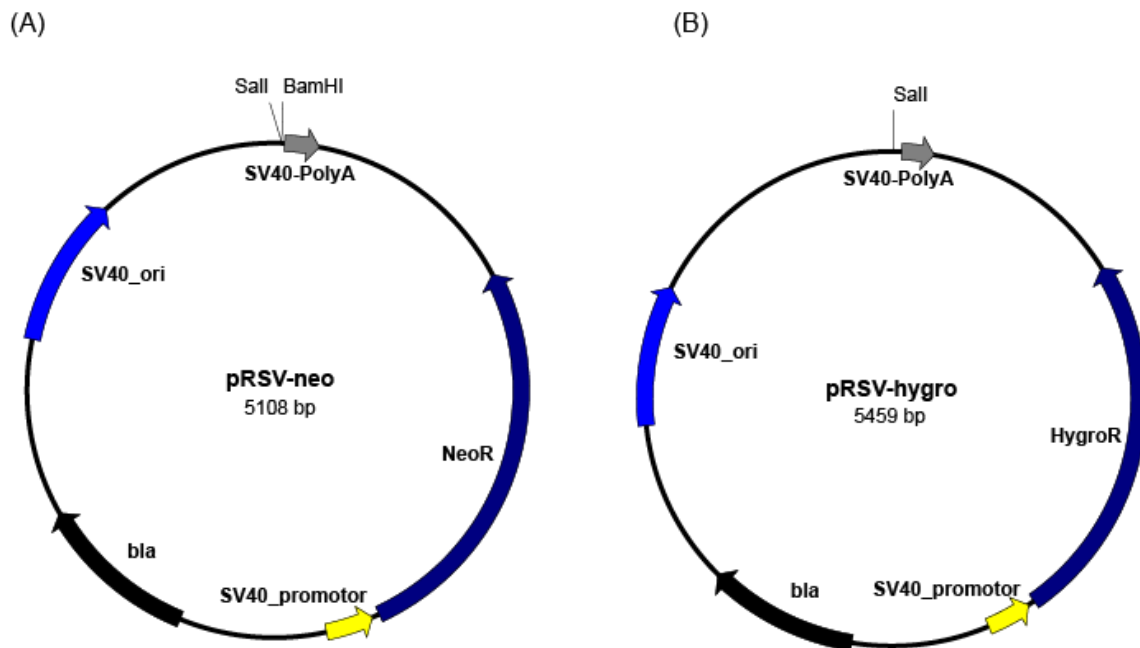 (A)
SalI BamHI
SV40-PolyA
SV40_ori
pRSV-neo
5108 bp
NeoR
bla
SV40_promotor
(B)
SalI
SV40-PolyA
SV40_ori
pRSV-hygro
5459 bp
HygroR
bla
SV40_promotor